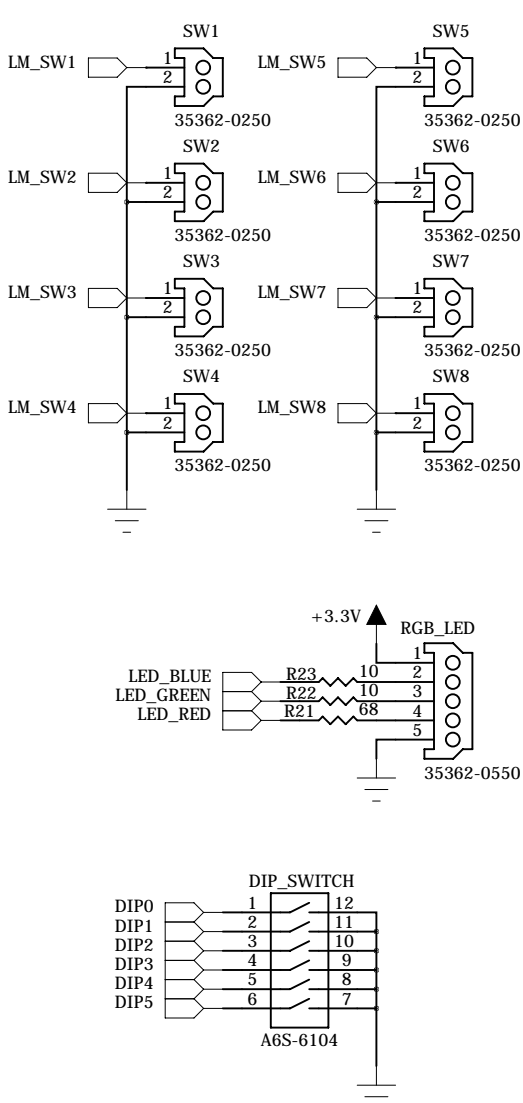 SW1
LM_SW1 1
2
35362-0250
SW2
LM_SW2 1
2
35362-0250
SW3
LM_SW3 1
2
35362-0250
SW4
LM_SW4 1
2
35362-0250
SW5
LM_SW5 1
2
35362-0250
SW6
LM_SW6 1
2
35362-0250
SW7
LM_SW7 1
2
35362-0250
SW8
LM_SW8 1
2
35362-0250
+3.3V
RGB_LED
1
LED_BLUE R23 10 2
LED_GREEN R22 10 3
LED_RED R21 68 4
5
35362-0550
DIP_SWITCH
DIP0 1 12
DIP1 2 11
DIP2 3 10
DIP3 4 9
DIP4 5 8
DIP5 6 7
A6S-6104